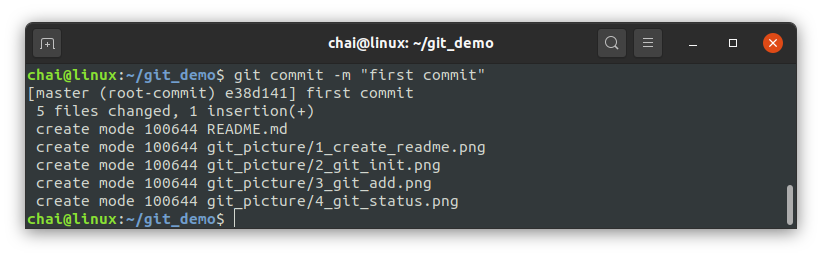 chai@linux: ~/git_demo
chai@linux:~/git_demo$ git commit -m "first commit"
[master (root-commit) e38d141] first commit
 5 files changed, 1 insertion(+)
 create mode 100644 README.md
 create mode 100644 git_picture/1_create_readme.png
 create mode 100644 git_picture/2_git_init.png
 create mode 100644 git_picture/3_git_add.png
 create mode 100644 git_picture/4_git_status.png
chai@linux:~/git_demo$